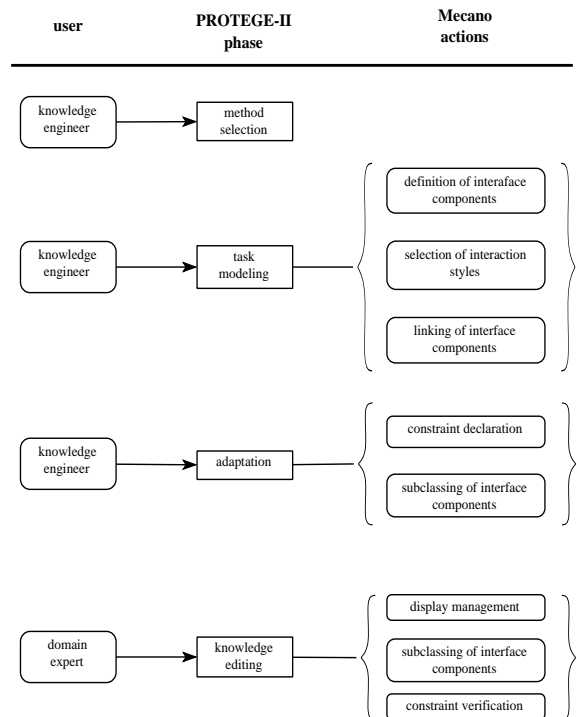 user
PROTEGE-II
phase
Mecano
actions
knowledge
engineer
method
selection
knowledge
engineer
task
modeling
definition of interaface
components
selection of interaction
styles
linking of interface
components
knowledge
engineer
adaptation
constraint declaration
subclassing of interface
components
domain
expert
knowledge
editing
display management
subclassing of interface
components
constraint verification